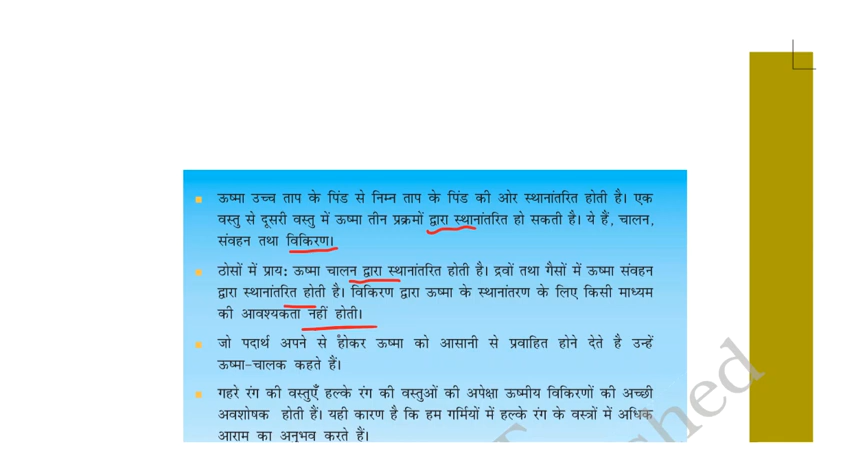 ऊष्मा उच्च ताप के पिंड से निम्न ताप के पिंड की ओर स्थानांतरित होती है। एक
वस्तु से दूसरी वस्तु में ऊष्मा तीन प्रक्रमों द्वारा स्थानांतरित हो सकती है। ये हैं, चालन,
संवहन तथा विकिरण।
ठोसों में प्राय: ऊष्मा चालन द्वारा स्थानांतरित होती है। द्रवों तथा गैसों में ऊष्मा संवहन
द्वारा स्थानांतरित होती है। विकिरण द्वारा ऊष्मा के स्थानांतरण के लिए किसी माध्यम
की आवश्यकता नहीं होती।
जो पदार्थ अपने से होकर ऊष्मा को आसानी से प्रवाहित होने देते है उन्हें
ऊष्मा-चालक कहते हैं।
गहरे रंग की वस्तुएँ हल्के रंग की वस्तुओं की अपेक्षा ऊष्मीय विकिरणों की अच्छी
अवशोषक होती हैं। यही कारण है कि हम गर्मियों में हल्के रंग के वस्त्रों में अधिक
आराम का अनुभव करते हैं।